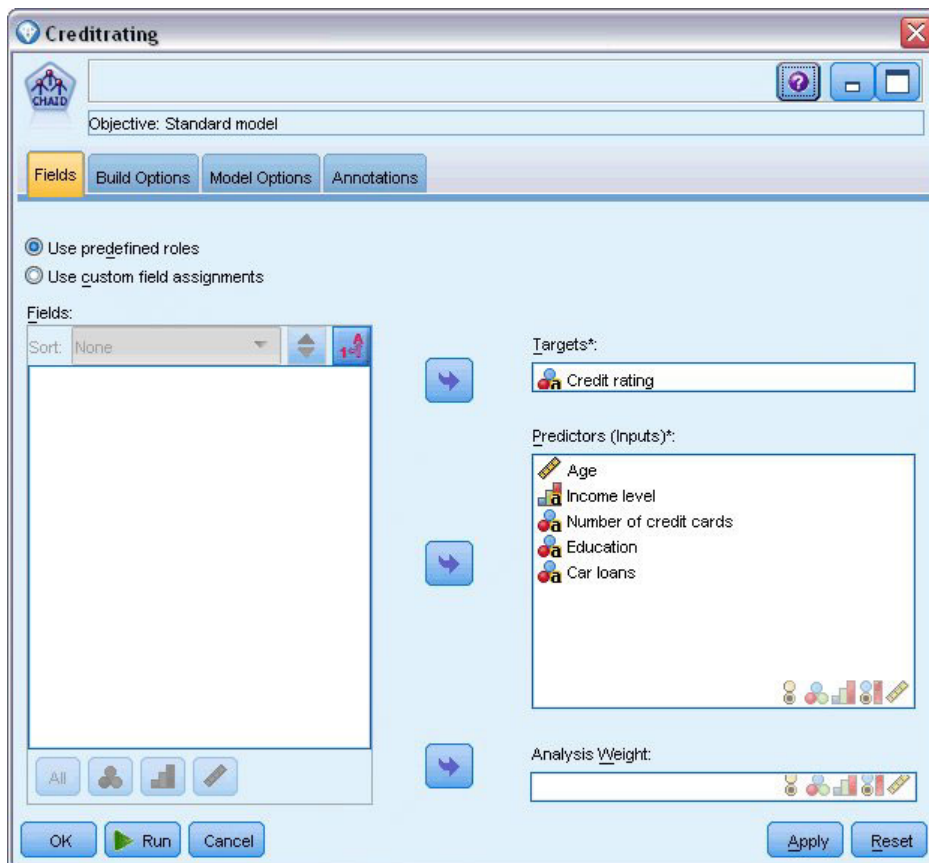 Creditrating
CHAID
Objective: Standard model
Fields
Build Options
Model Options
Annotations
Use predefined roles
Use custom field assignments
Fields:
Sort: None
Targets*:
Credit rating
Predictors (Inputs)*:
Age
Income level
Number of credit cards
Education
Car loans
Analysis Weight:
All
OK
Run
Cancel
Apply
Reset